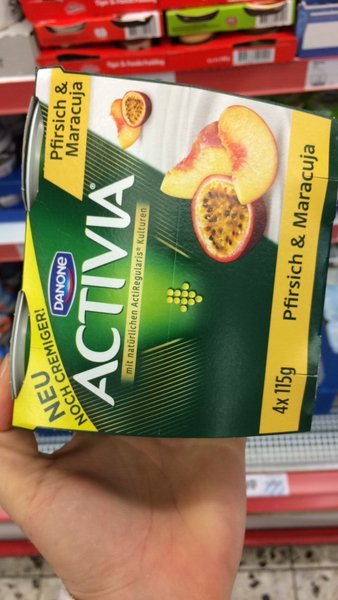 Pfirsich &
Maracuja
DANONE
ACTIVIA®
mit natürlichen ActiRegularis® Kulturen
NEU
NOCH CREMIGER!
Pfirsich & Maracuja
4x 115g